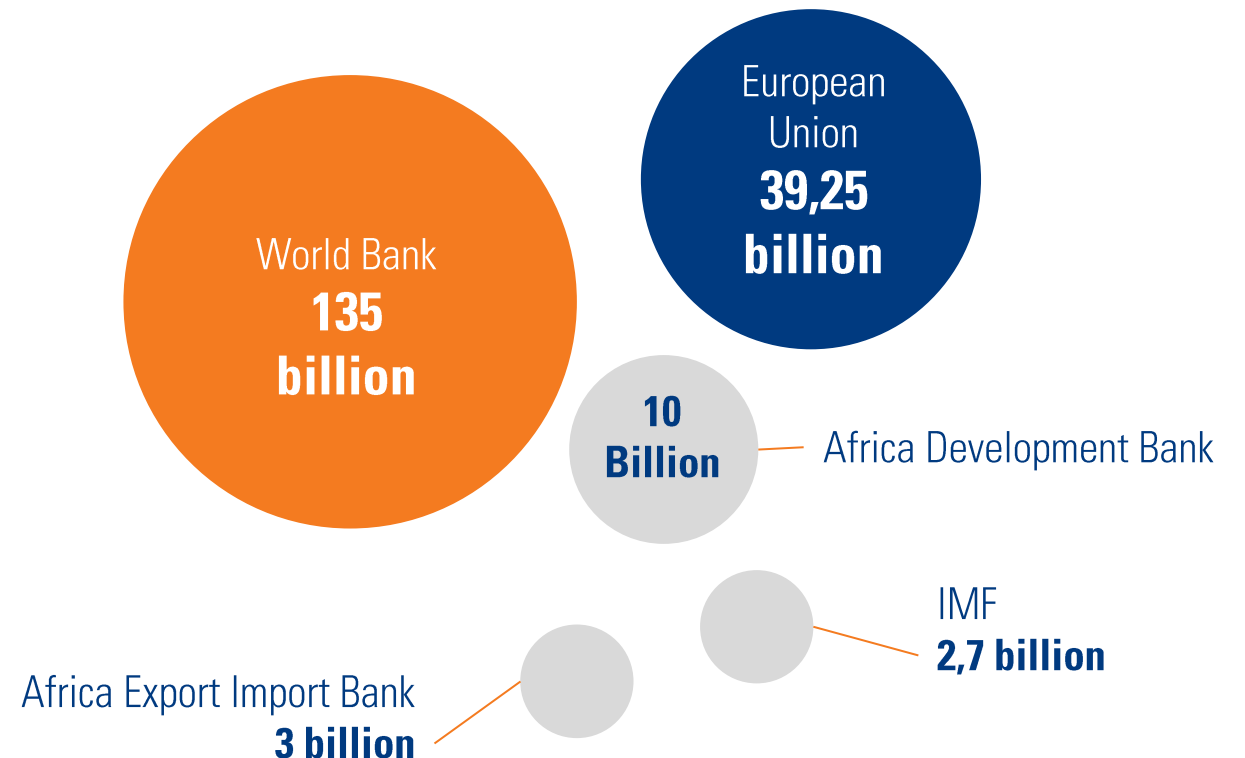 European
Union
39,25
billion
World Bank
135
billion
10
Billion
Africa Development Bank
IMF
2,7 billion
Africa Export Import Bank
3 billion